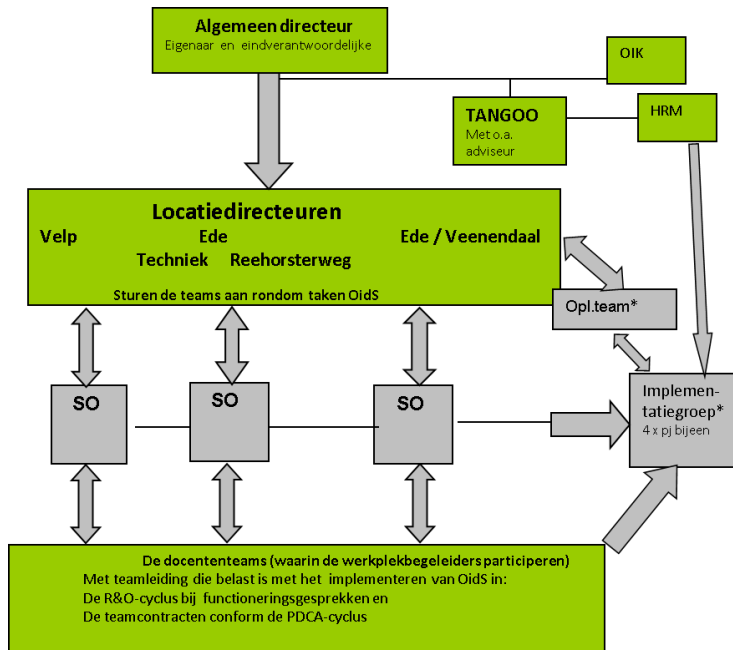 Algemeen directeur
Eigenaar en eindverantwoordelijke
OIK
TANGOO
Met o.a.
adviseur
HRM
Locatiedirecteuren
Velp Ede Ede / Veenendaal
Techniek Reehorsterweg
Sturen de teams aan rondom taken OidS
Opl.team*
SO
SO
SO
Implemen-
tatiegroep*
4 x pj bijeen
De docententeams (waarin de werkplekbegeleiders participeren)
Met teamleiding die belast is met het implementeren van OidS in:
De R&O-cyclus bij functioneringsgesprekken en
De teamcontracten conform de PDCA-cyclus